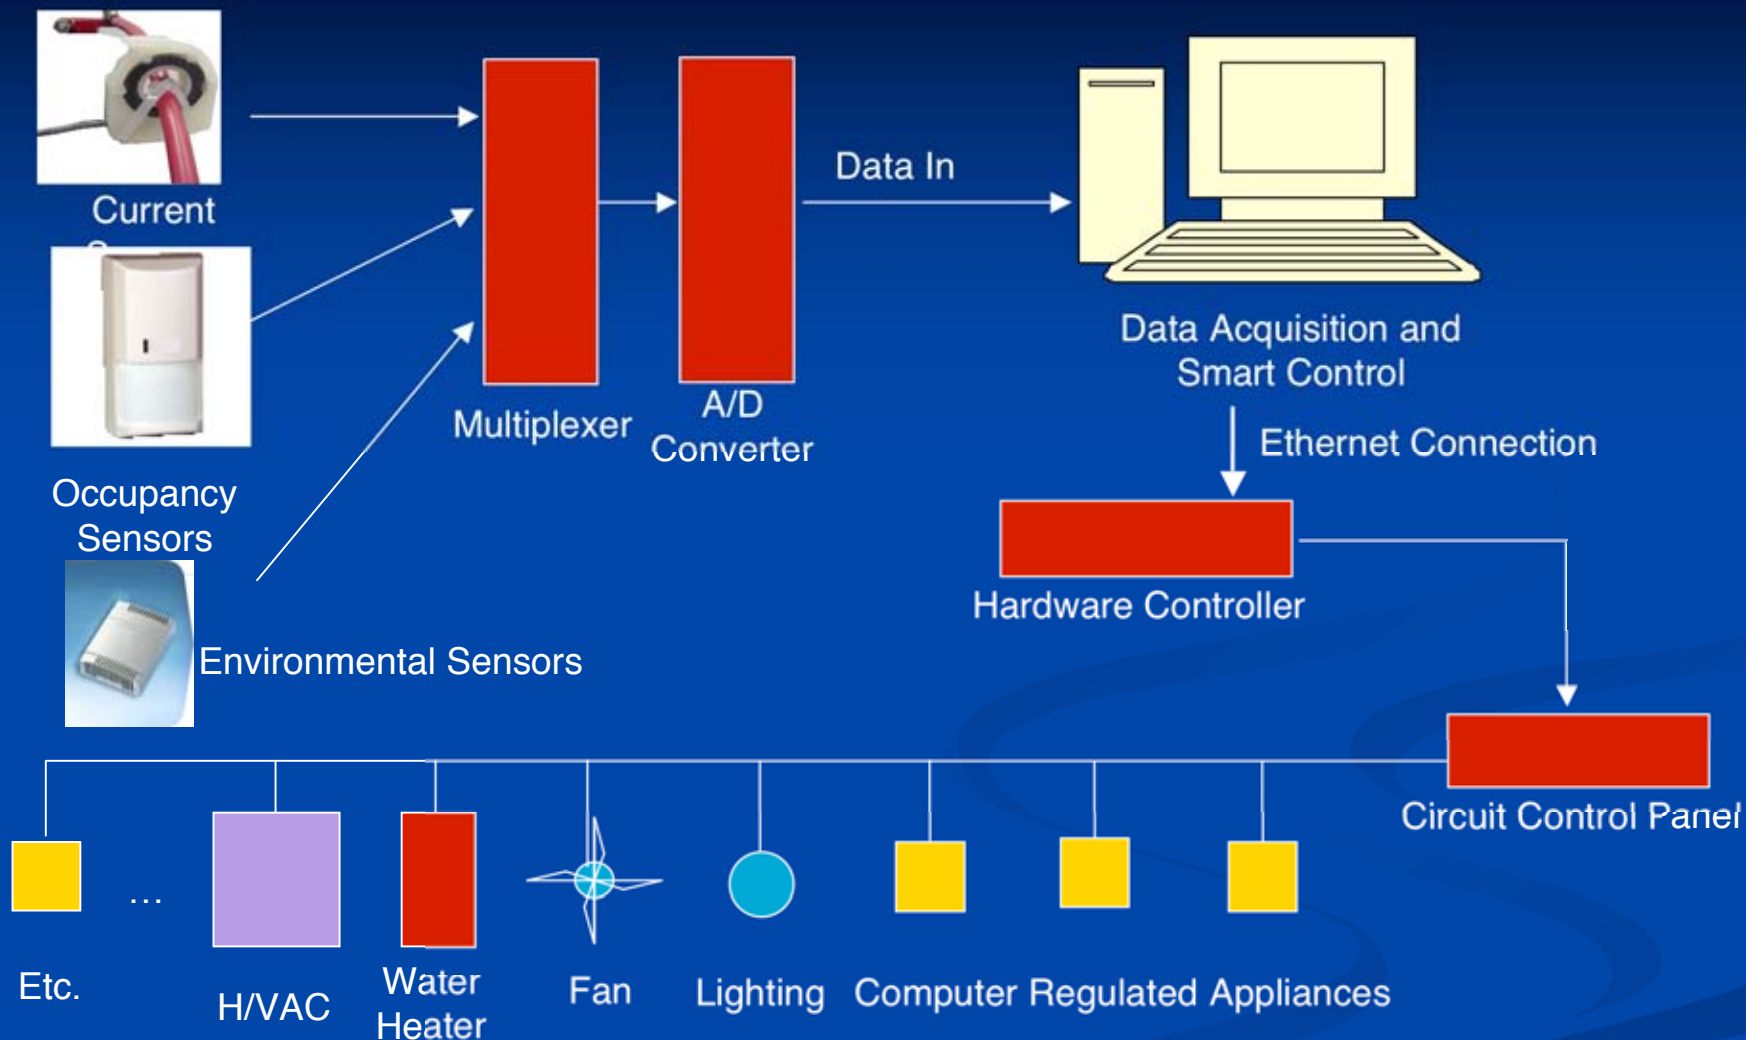 Current
Data In
Data Acquisition and
Smart Control
Multiplexer
A/D
Converter
Ethernet Connection
Occupancy
Sensors
Hardware Controller
Environmental Sensors
Circuit Control Panel
...
Etc.
H/VAC
Water
Heater
Fan
Lighting
Computer Regulated Appliances